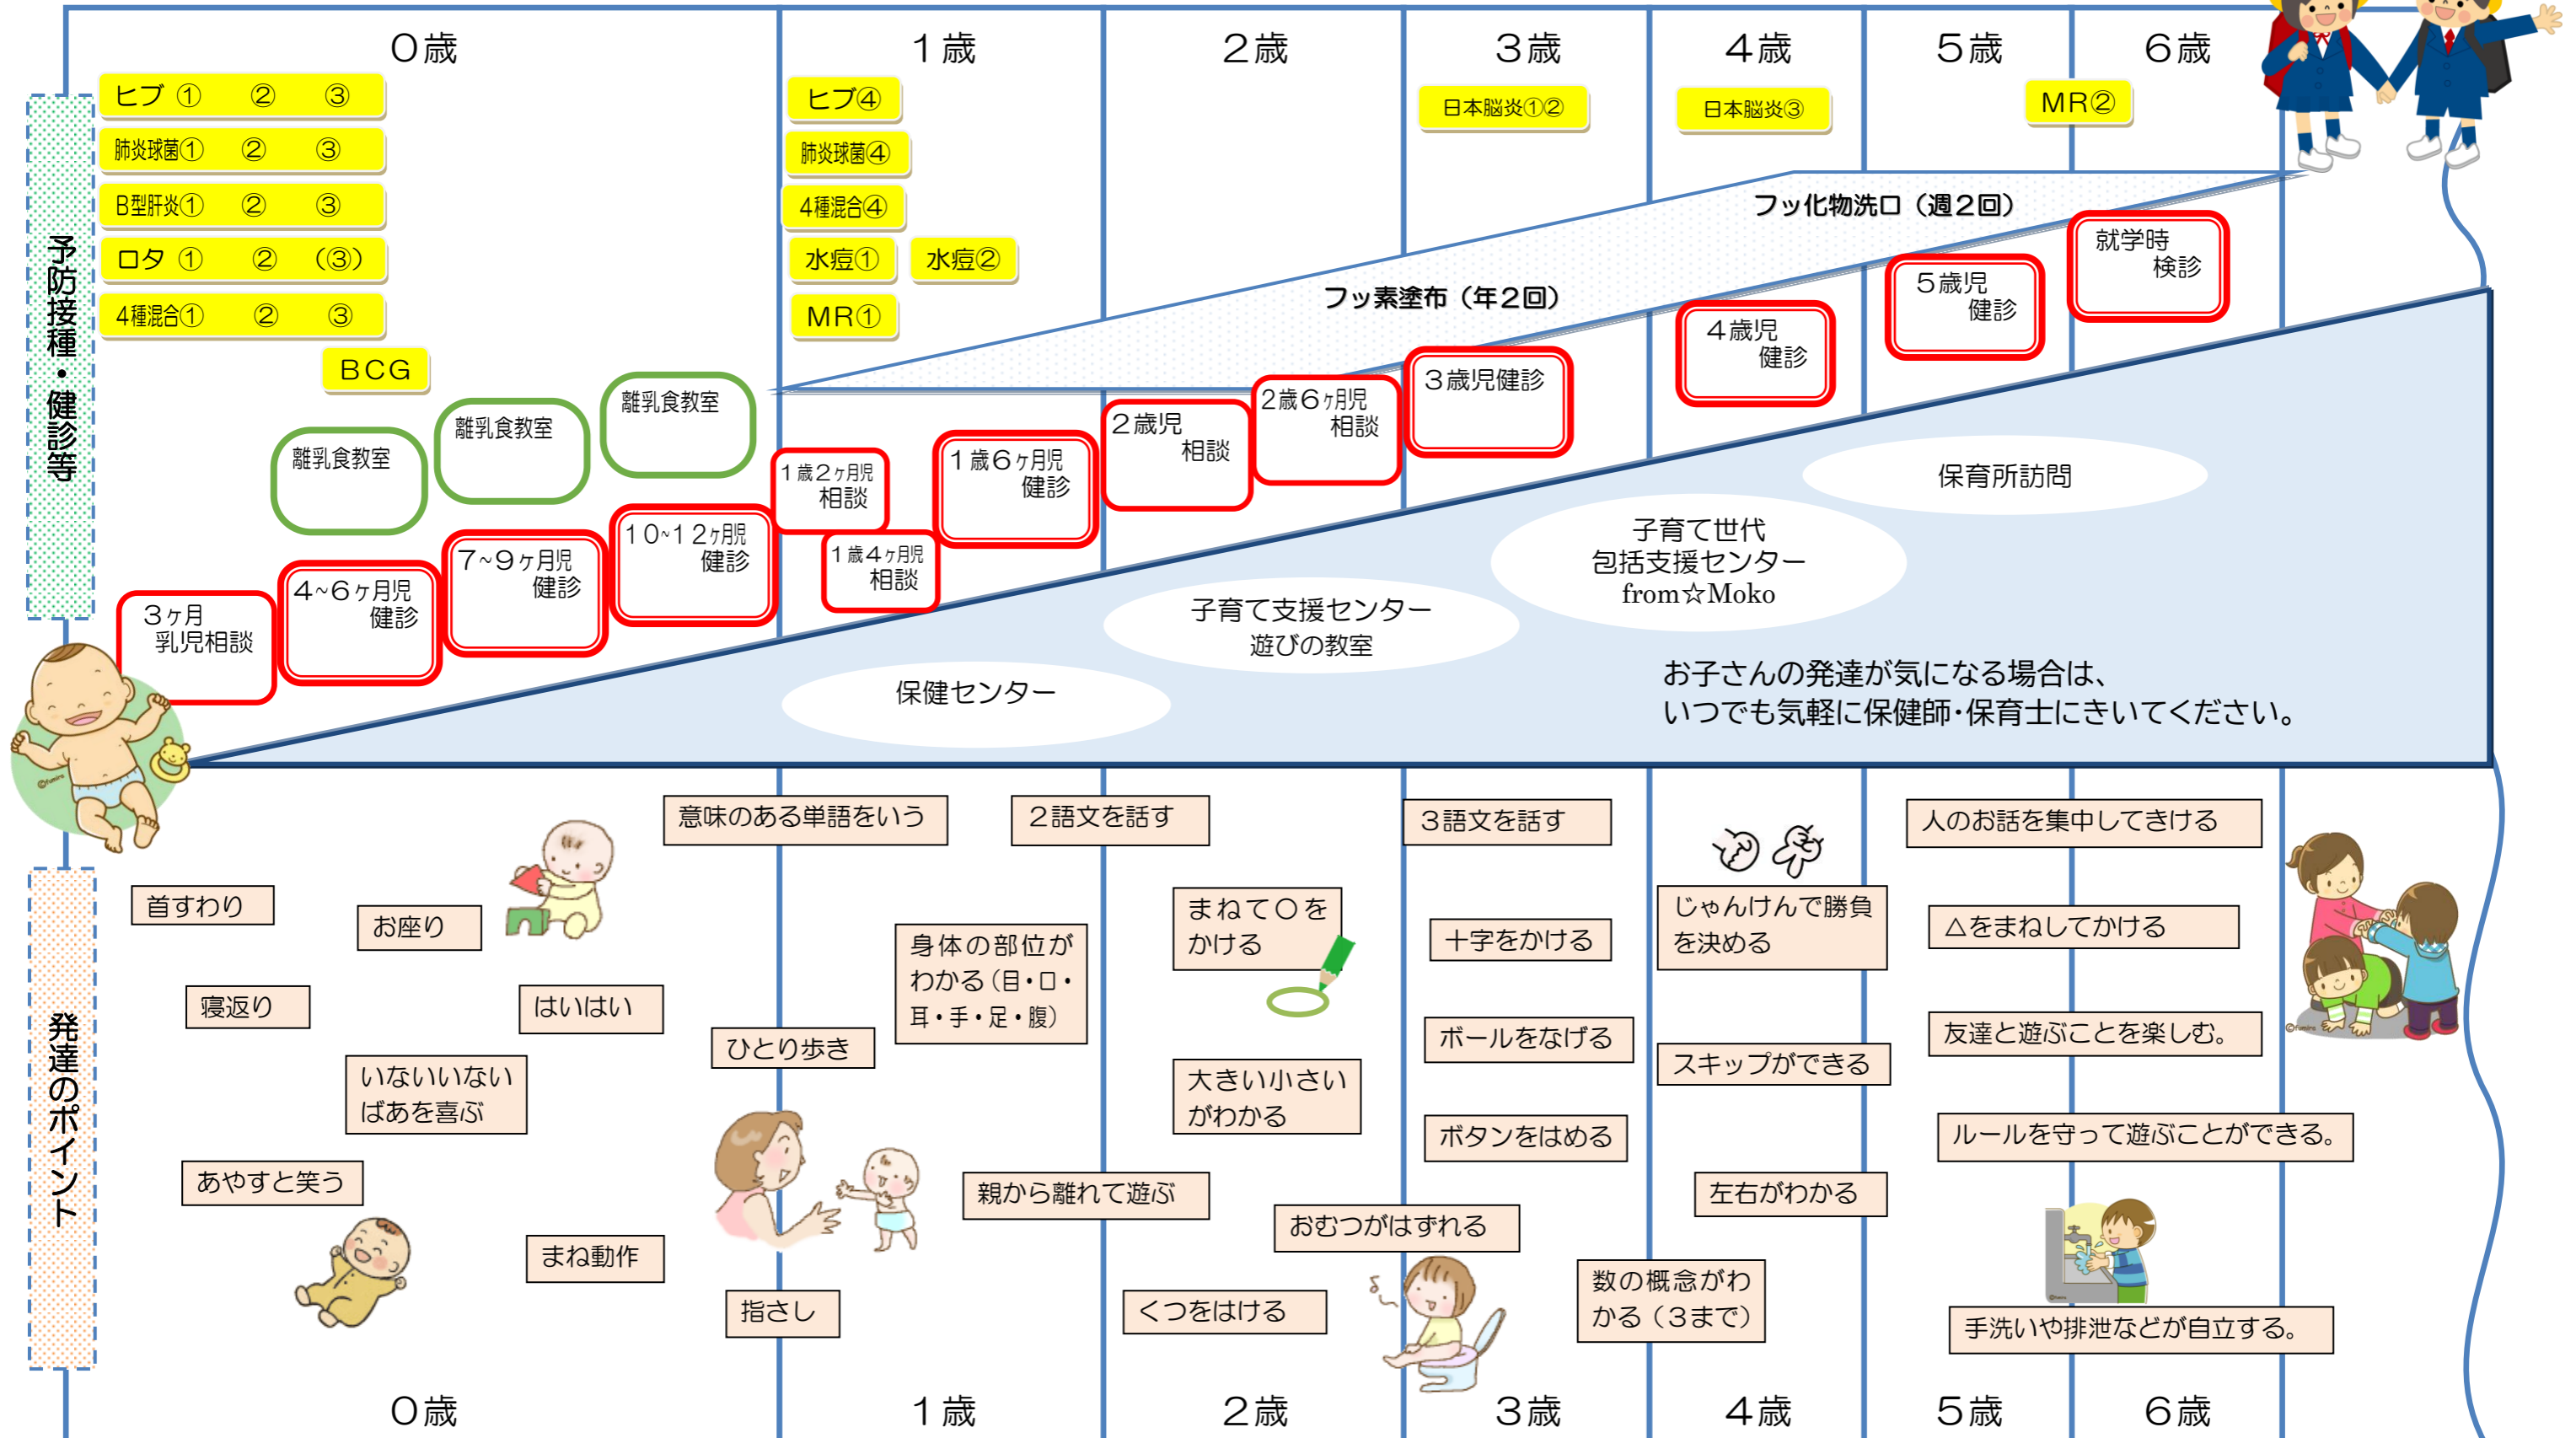 0歳
1歳
2歳
3歳
4歳
5歳
6歳
予防接種・健診等
ヒブ ① ② ③
肺炎球菌① ② ③
B型肝炎① ② ③
ロタ ① ② (③)
4種混合① ② ③
BCG
ヒブ④
肺炎球菌④
4種混合④
水痘①
水痘②
MR①
日本脳炎①②
日本脳炎③
MR②
フッ化物洗口（週2回）
フッ素塗布（年2回）
離乳食教室
離乳食教室
離乳食教室
3ヶ月
乳児相談
4~6ヶ月児
健診
7~9ヶ月児
健診
10~12ヶ月児
健診
1歳2ヶ月児
相談
1歳4ヶ月児
相談
1歳6ヶ月児
健診
2歳児
相談
2歳6ヶ月児
相談
3歳児健診
4歳児
健診
5歳児
健診
就学時
検診
保健センター
子育て支援センター
遊びの教室
子育て世代
包括支援センター
from☆Moko
保育所訪問
お子さんの発達が気になる場合は、
いつでも気軽に保健師・保育士にきいてください。
発達のポイント
首すわり
お座り
寝返り
はいはい
いないいない
ばあを喜ぶ
あやすと笑う
まね動作
意味のある単語をいう
ひとり歩き
指さし
2語文を話す
身体の部位が
わかる（目・口・
耳・手・足・腹）
親から離れて遊ぶ
まねて〇を
かける
大きい小さい
がわかる
おむつがはずれる
くつをはける
3語文を話す
十字をかける
ボールをなげる
ボタンをはめる
数の概念がわ
かる（3まで）
じゃんけんで勝負
を決める
スキップができる
左右がわかる
人のお話を集中してきける
△をまねしてかける
友達と遊ぶことを楽しむ。
ルールを守って遊ぶことができる。
手洗いや排泄などが自立する。
0歳
1歳
2歳
3歳
4歳
5歳
6歳